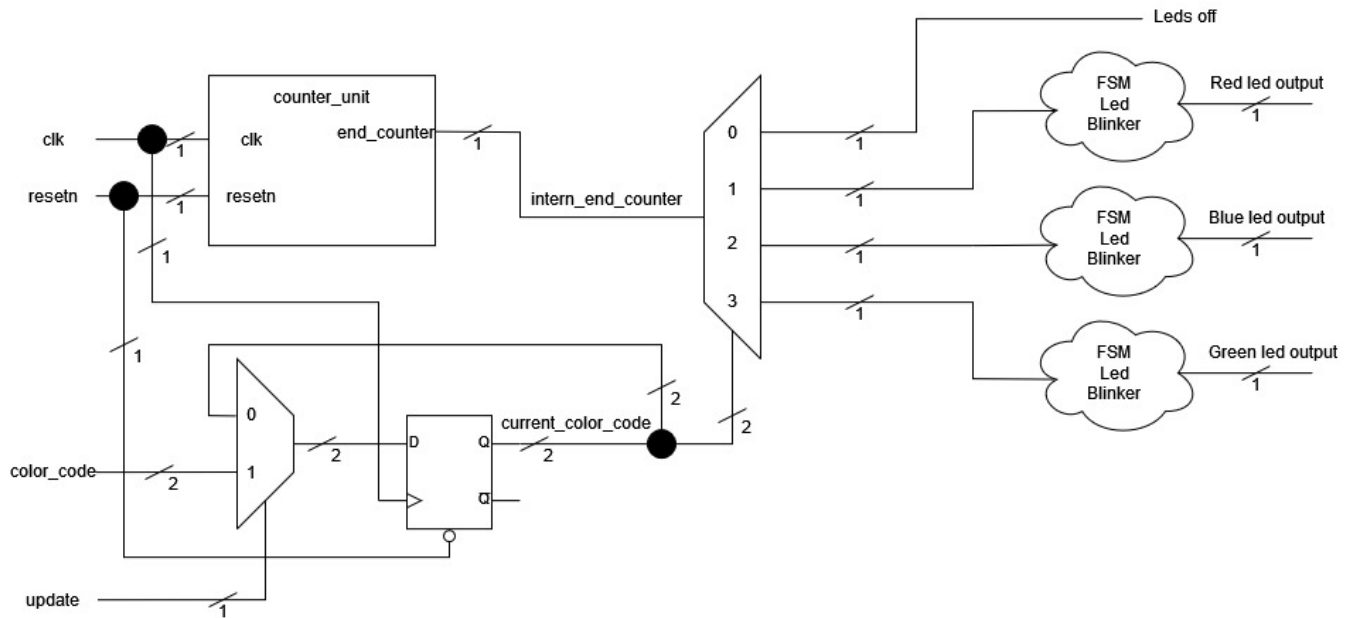 Leds off
counter_unit
clk
1
clk
end_counter
1
resetn
1
resetn
1
1
intern_end_counter
0
1
2
3
1
1
1
1
FSM
Led
Blinker
Red led output
1
FSM
Led
Blinker
Blue led output
1
FSM
Led
Blinker
Green led output
1
color_code
2
0
1
2
D
Q
Q
current_color_code
2
2
2
update
1